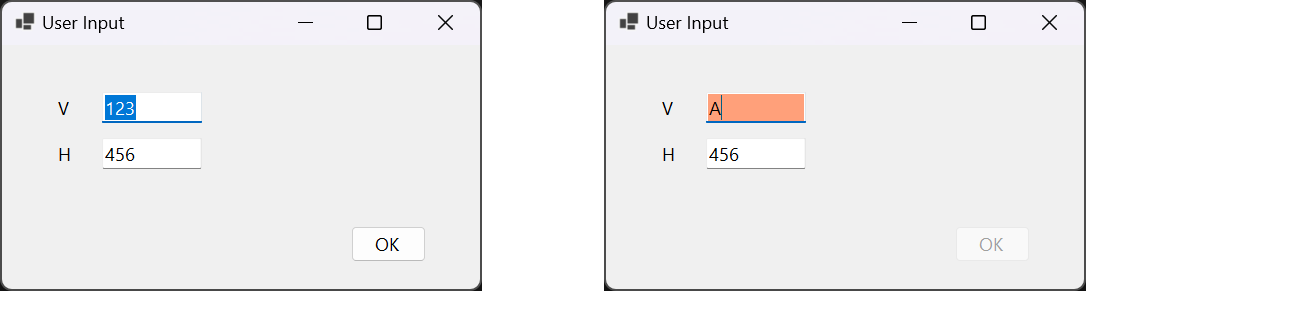 User Input
V 123
H 456
OK
User Input
V A
H 456
OK